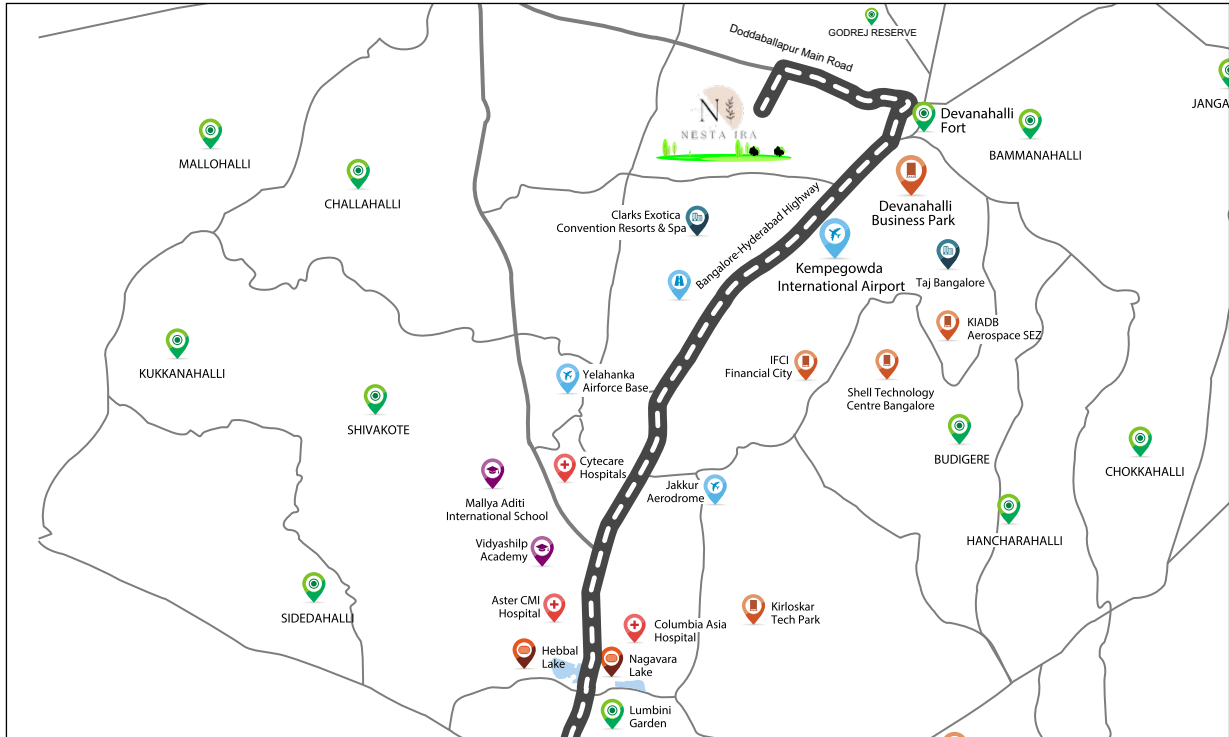 GODREJ RESERVE
Doddaballapur Main Road
JANGA
N
NESTA IRA
Devanahalli
Fort
BAMMANAHALLI
MALLOHALLI
CHALLAHALLI
Devanahalli
Business Park
Clarks Exotica
Convention Resorts & Spa
Bangalore-Hyderabad Highway
Kempegowda
International Airport
Taj Bangalore
KIADB
Aerospace SEZ
KUKKANAHALLI
IFCI
Financial City
Yelahanka
Airforce Base
Shell Technology
Centre Bangalore
SHIVAKOTE
BUDIGERE
CHOKKAHALLI
Cytecare
Hospitals
Jakkur
Aerodrome
Mallya Aditi
International School
HANCHARAHALLI
Vidyashilp
Academy
Aster CMI
Hospital
SIDEDAHALLI
Kirloskar
Tech Park
Columbia Asia
Hospital
Hebbal
Lake
Nagavara
Lake
Lumbini
Garden